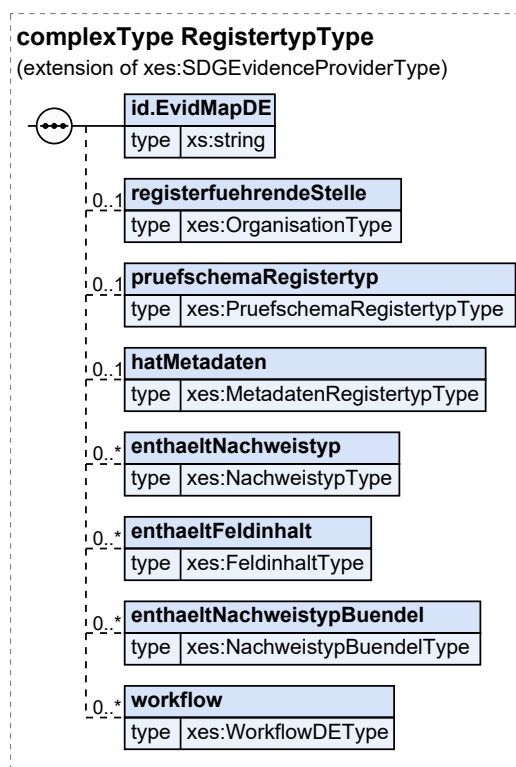 complexType RegistertypType
(extension of xes:SDGEvidenceProviderType)
id.EvidMapDE
type xs:string
0..1 registerfuehrendeStelle
type xes:OrganisationType
0..1 pruefschemaRegistertyp
type xes:PruefschemaRegistertypType
0..1 hatMetadaten
type xes:MetadatenRegistertypType
0..* enthaeltNachweistyp
type xes:NachweistypType
0..* enthaeltFeldinhalt
type xes:FeldinhaltType
0..* enthaeltNachweistypBuendel
type xes:NachweistypBuendelType
0..* workflow
type xes:WorkflowDEType